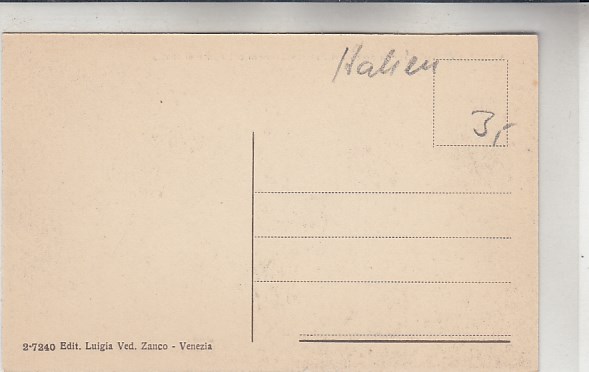 Italien
3,-
2-7240 Edit. Luigia Ved. Zanco - Venezia